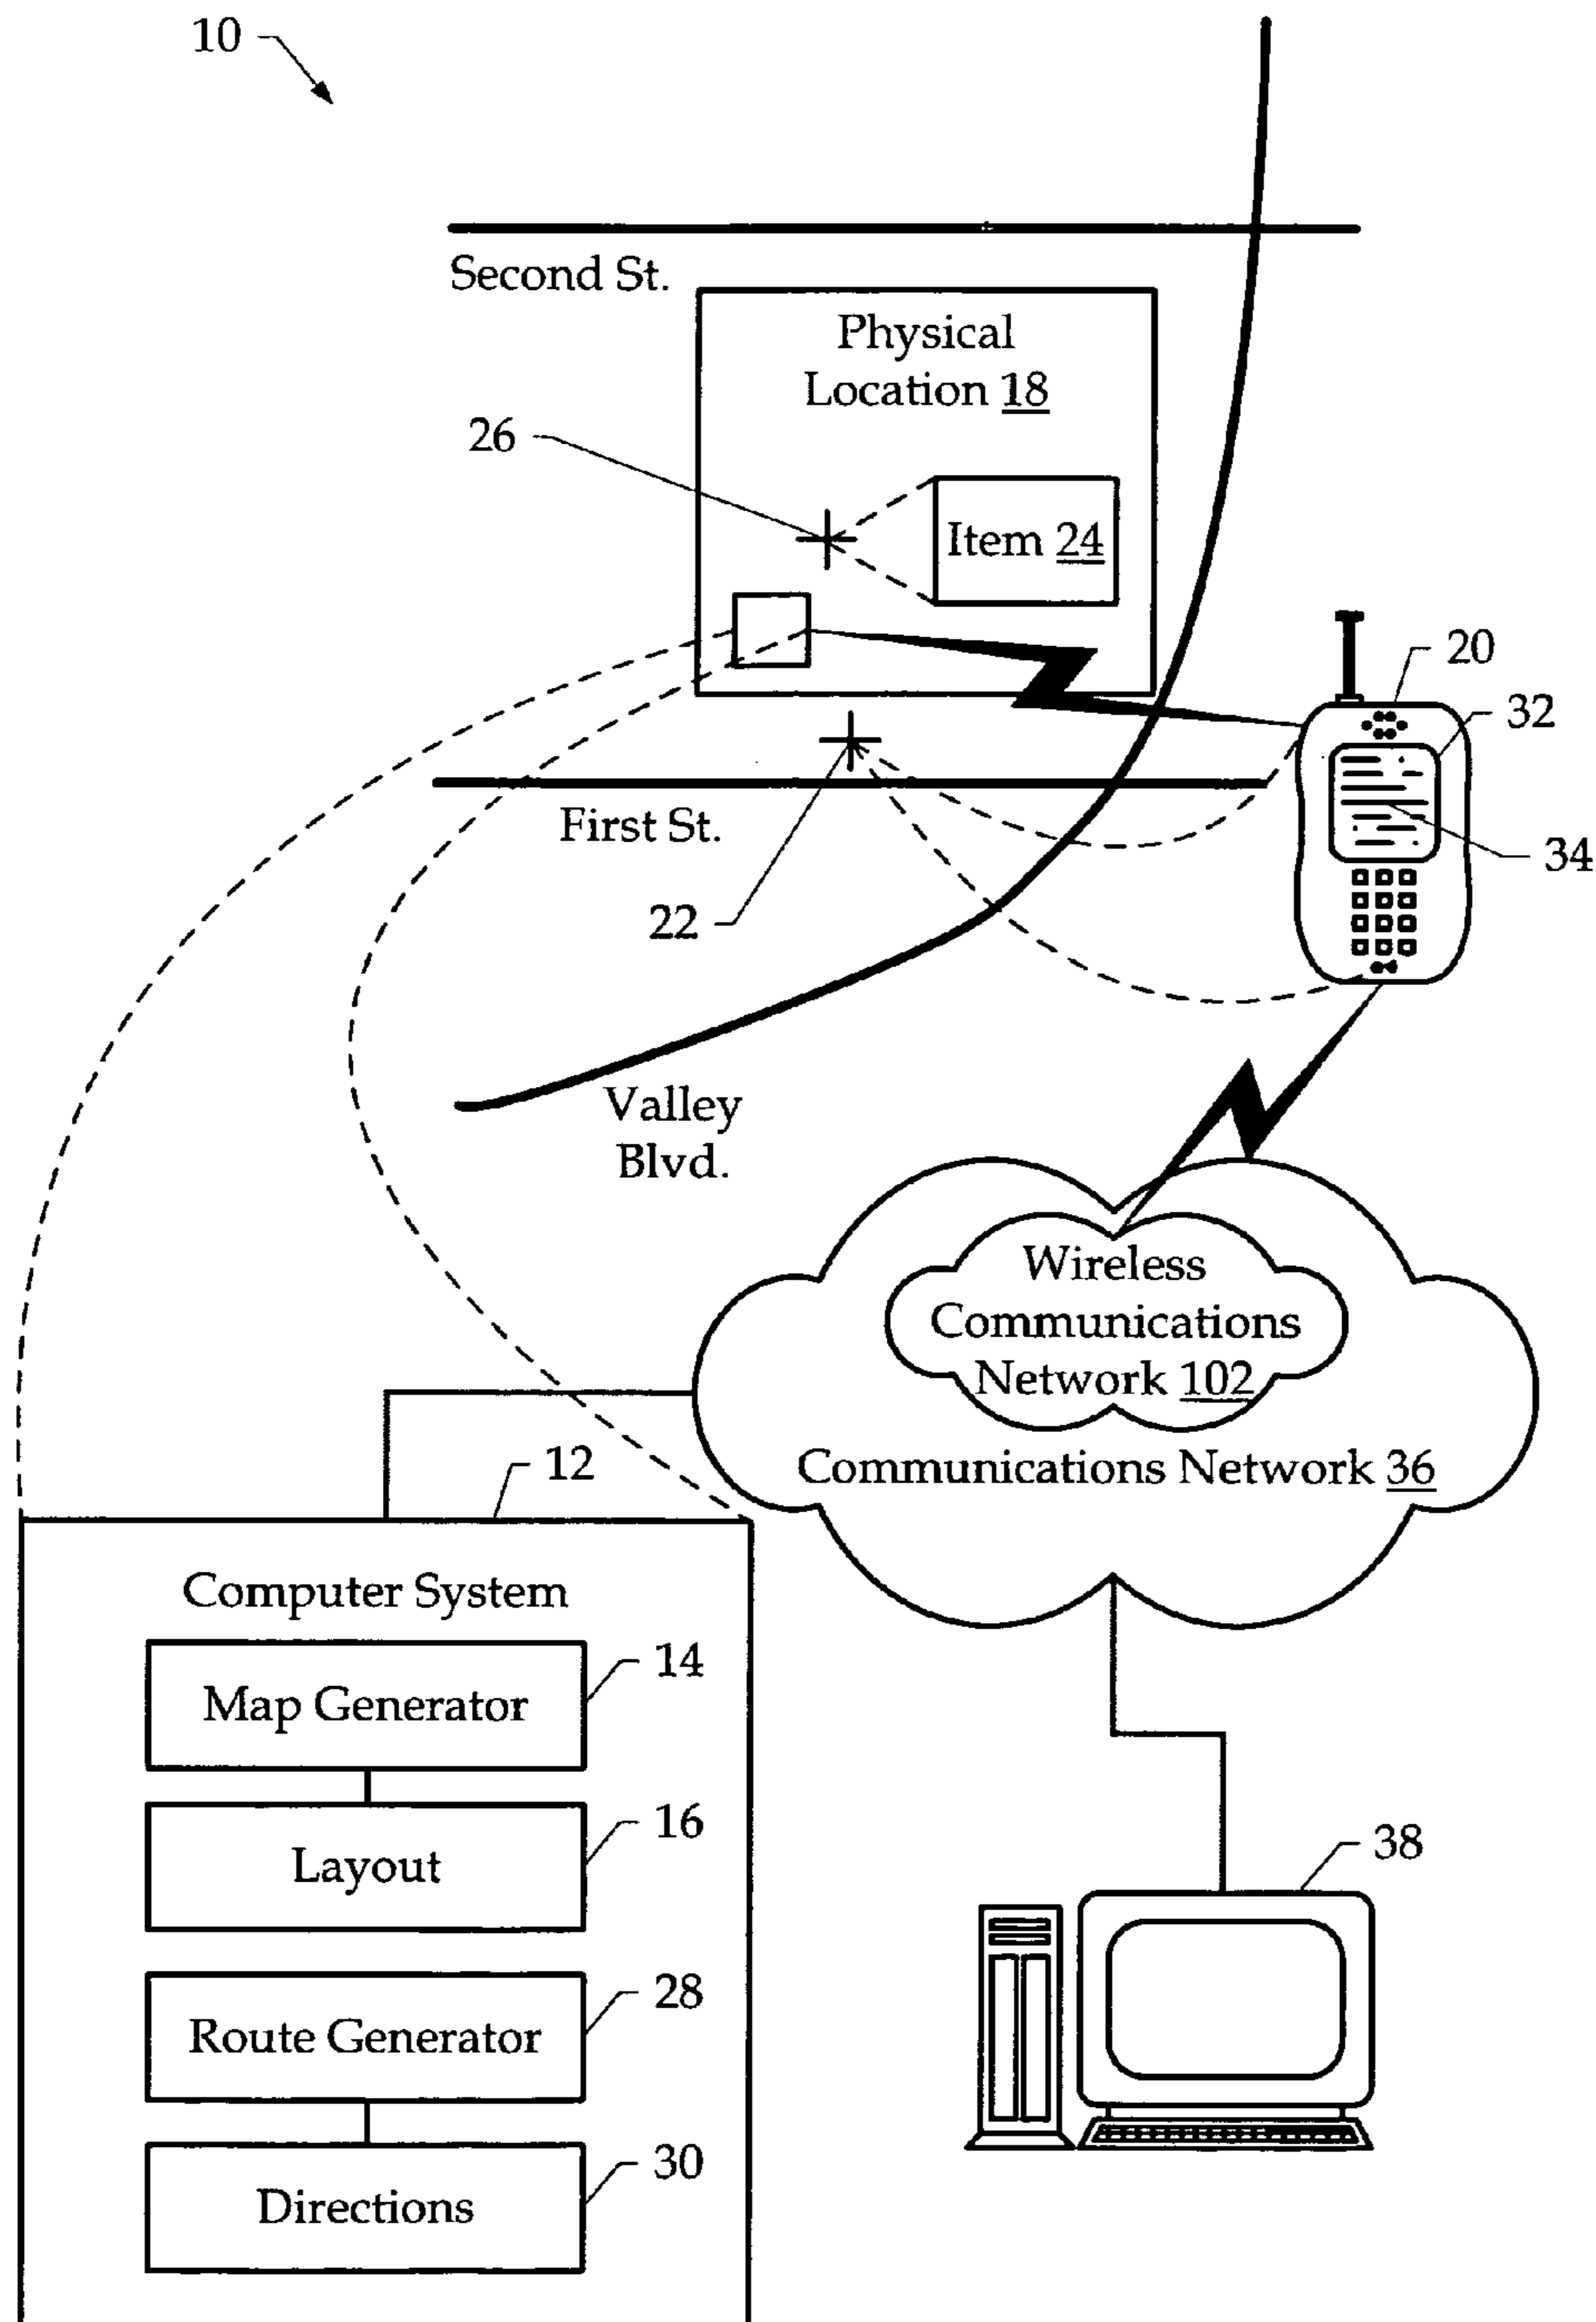 10
Second St.
Physical
Location 18
26
Item 24
20
32
First St.
34
22
Valley
Blvd.
Wireless
Communications
Network 102
Communications Network 36
12
Computer System
14
Map Generator
16
Layout
38
28
Route Generator
30
Directions